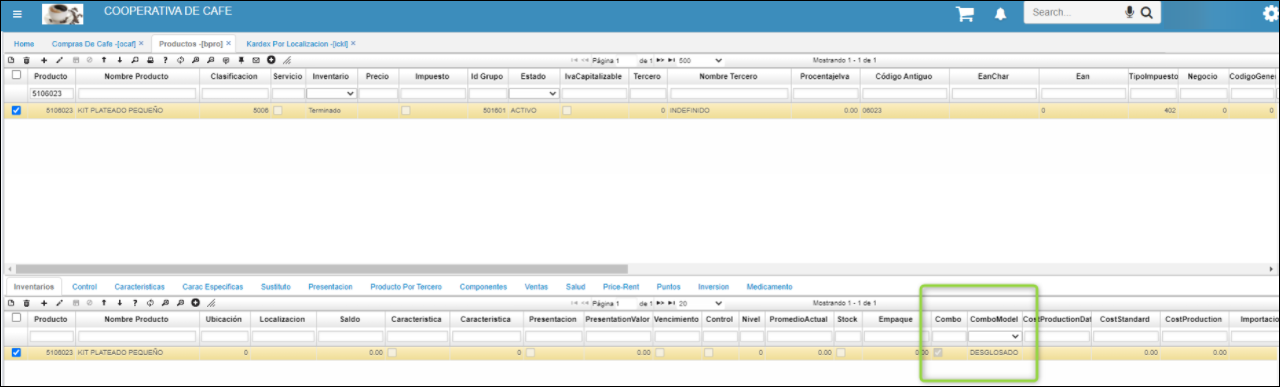 COOPERATIVA DE CAFE
Search...
Home Compras De Cafe -[ocaf] × Productos -[bpro] × Kardex Por Localizacion -[ickl] ×
Página 1 de 1 500 Mostrando 1 - 1 de 1
Producto Nombre Producto Clasificacion Servicio Inventario Precio Impuesto Id Grupo Estado IvaCapitalizable Tercero Nombre Tercero ProcentajeIva Código Antiguo EanChar Ean TipoImpuesto Negocio CodigoGener
5106023
5106023 KIT PLATEADO PEQUEÑO 5006 Terminado 501601 ACTIVO 0 INDEFINIDO 0.00 06023 0 402 0 0
Inventarios Control Caracteristicas Carac Especificas Sustituto Presentacion Producto Por Tercero Componentes Ventas Salud Price-Rent Puntos Inversion Medicamento
Página 1 de 1 20 Mostrando 1 - 1 de 1
Producto Nombre Producto Ubicación Localizacion Saldo Caracteristica Caracteristica Presentacion PresentationValor Vencimiento Control Nivel PromedioActual Stock Empaque Combo ComboModel CostProductionDat CostStandard CostProduction Importacio
5106023 KIT PLATEADO PEQUEÑO 0 0.00 0 0.00 0 0.00 0.00 DESGLOSADO 0.00 0.00